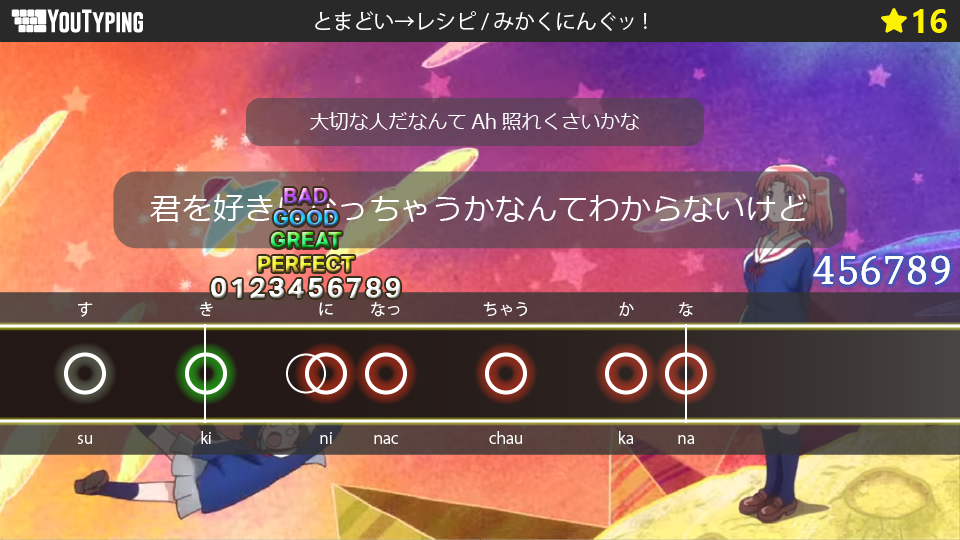 YOUTYPING
とまどい→レシピ / みかくにんぐッ！
16
大切な人だなんて Ah 照れくさいかな
君を好きになっちゃうかなんてわからないけど
BAD
GOOD
GREAT
PERFECT
0123456789
456789
す き に なっ ちゃう か な
su ki ni nac chau ka na